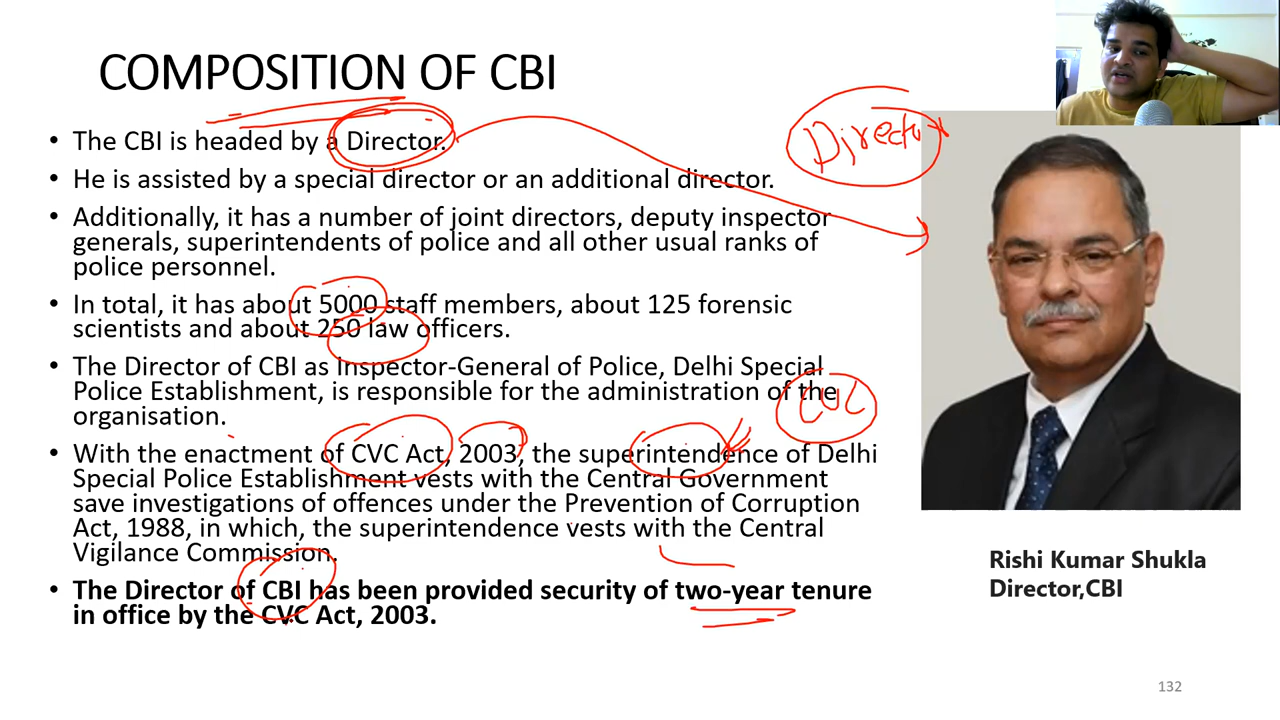 COMPOSITION OF CBI
• The CBI is headed by a Director.
• He is assisted by a special director or an additional director.
• Additionally, it has a number of joint directors, deputy inspector
generals, superintendents of police and all other usual ranks of
police personnel.
• In total, it has about 5000 staff members, about 125 forensic
scientists and about 250 law officers.
• The Director of CBI as Inspector-General of Police, Delhi Special
Police Establishment, is responsible for the administration of the
organisation.
• With the enactment of CVC Act, 2003, the superintendence of Delhi
Special Police Establishment vests with the Central Government
save investigations of offences under the Prevention of Corruption
Act, 1988, in which, the superintendence vests with the Central
Vigilance Commission.
• The Director of CBI has been provided security of two-year tenure
in office by the CVC Act, 2003.
Director
CVC
Rishi Kumar Shukla
Director,CBI
132